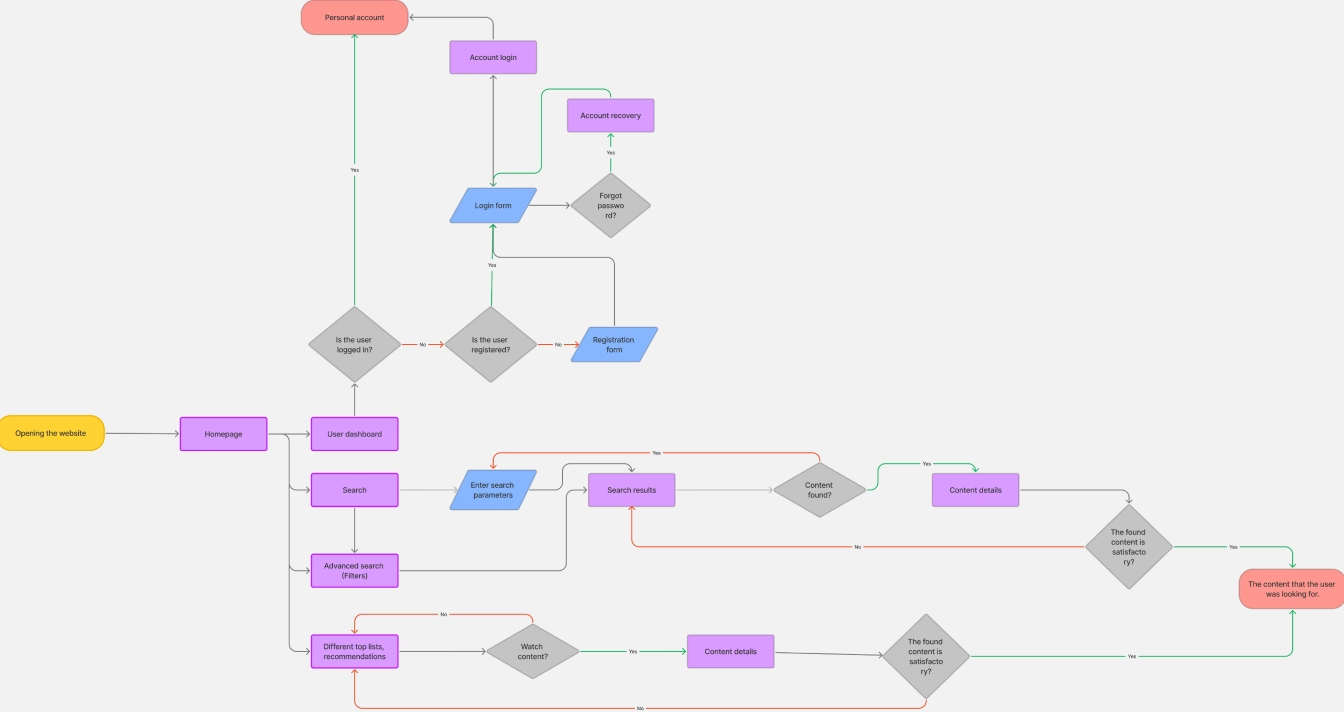 Personal account
Account login
Account recovery
Yes
Yes
Login form
Forgot
passwo
rd?
Yes
Is the user
logged in?
No
Is the user
registered?
No
Registration
form
Opening the website
Homepage
User dashboard
Yes
Search
Enter search
parameters
Search results
Content
found?
Yes
Content details
The found
content is
satisfacto
ry?
No
Yes
Advanced search
(Filters)
The content that the user
was looking for.
No
Different top lists,
recommendations
Watch
content?
Yes
Content details
The found
content is
satisfacto
ry?
Yes
No